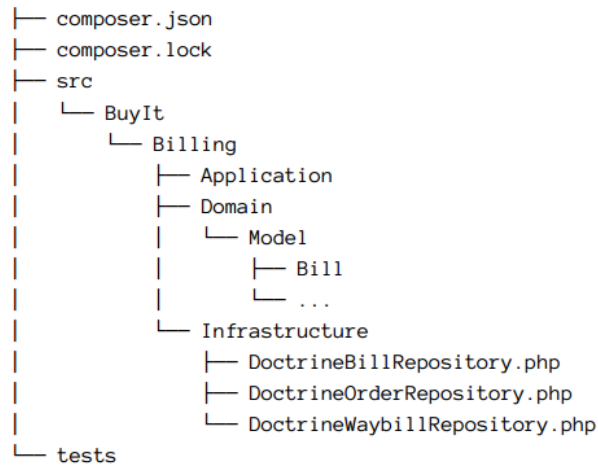 ├── composer.json
├── composer.lock
├── src
│   └── BuyIt
│       └── Billing
│           ├── Application
│           ├── Domain
│           │   └── Model
│           │       ├── Bill
│           │       └── ...
│           └── Infrastructure
│               ├── DoctrineBillRepository.php
│               ├── DoctrineOrderRepository.php
│               └── DoctrineWaybillRepository.php
└── tests